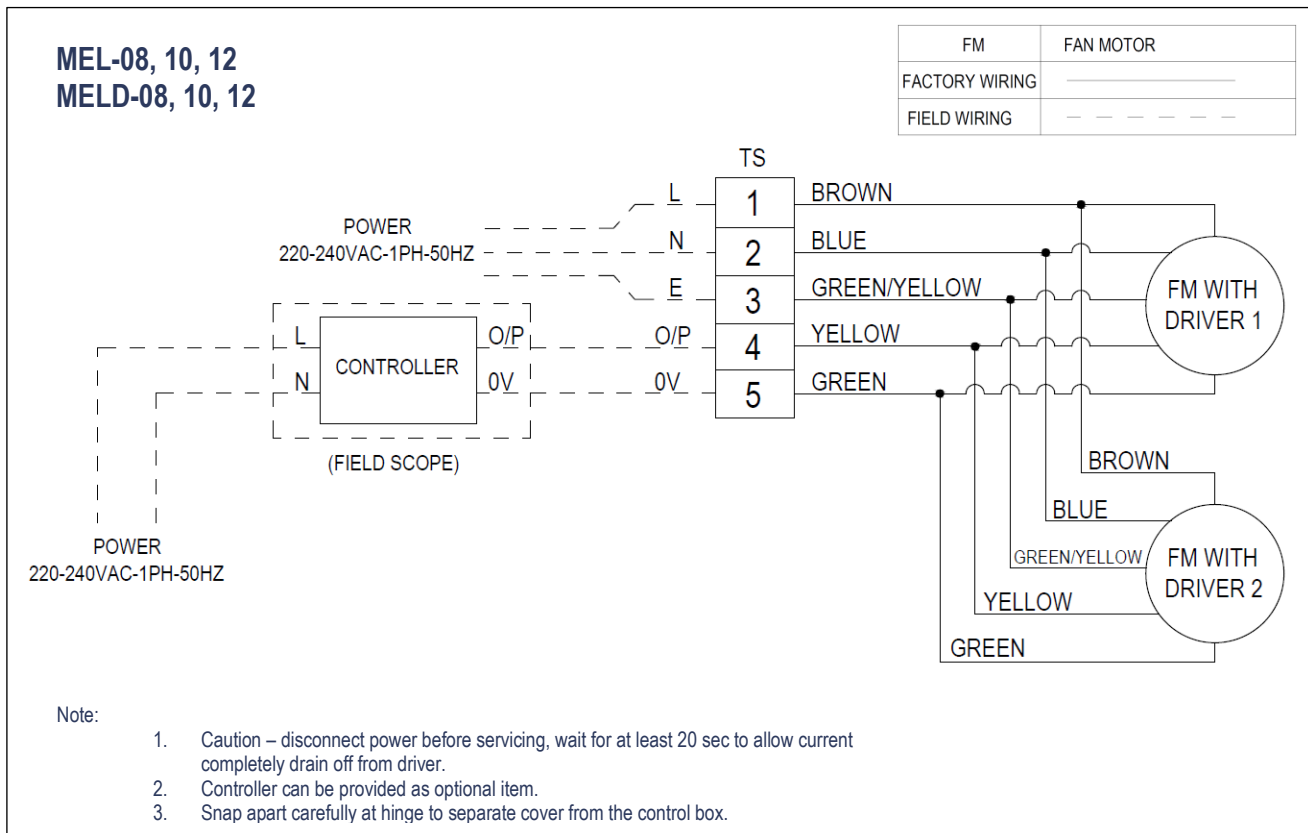 MEL-08, 10, 12
MELD-08, 10, 12
FM FAN MOTOR
FACTORY WIRING
FIELD WIRING
TS
L 1 BROWN
POWER
220-240VAC-1PH-50HZ
N 2 BLUE
E 3 GREEN/YELLOW
FM WITH
DRIVER 1
L CONTROLLER O/P O/P 4 YELLOW
N 0V 0V 5 GREEN
(FIELD SCOPE)
BROWN
BLUE
GREEN/YELLOW
FM WITH
DRIVER 2
YELLOW
GREEN
POWER
220-240VAC-1PH-50HZ
Note:
1. Caution – disconnect power before servicing, wait for at least 20 sec to allow current
completely drain off from driver.
2. Controller can be provided as optional item.
3. Snap apart carefully at hinge to separate cover from the control box.